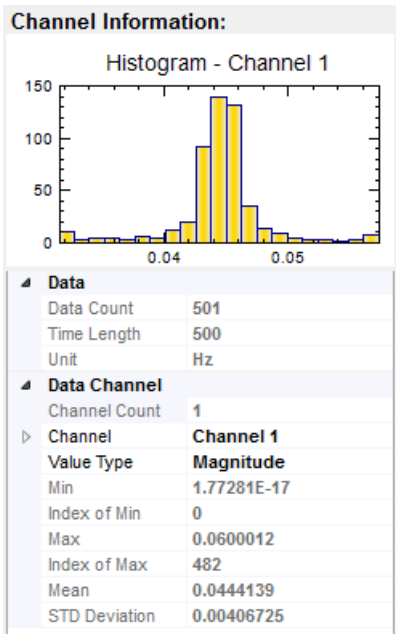 Channel Information:
Histogram - Channel 1
150
100
50
0
0.04 0.05
Data
Data Count 501
Time Length 500
Unit Hz
Data Channel
Channel Count 1
Channel Channel 1
Value Type Magnitude
Min 1.77281E-17
Index of Min 0
Max 0.0600012
Index of Max 482
Mean 0.0444139
STD Deviation 0.00406725